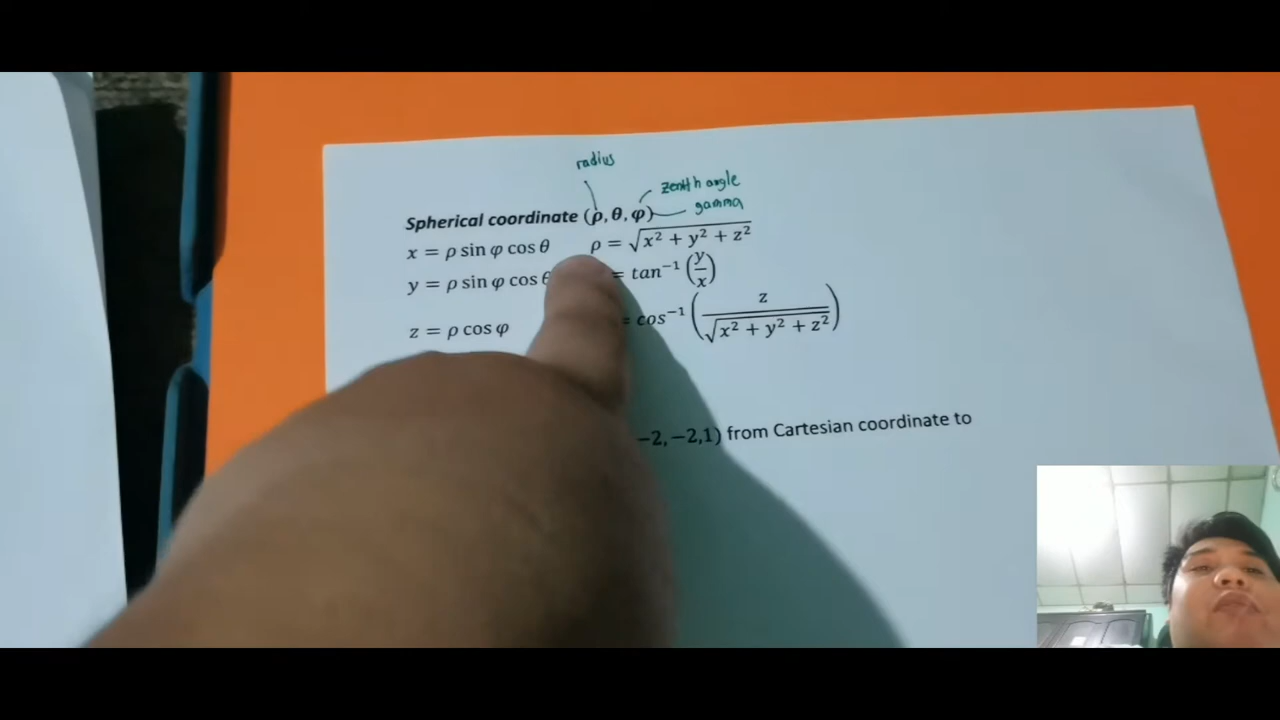 radius
zenith angle
gamma
Spherical coordinate (ρ, θ, φ)
x = ρ sin φ cos θ    ρ = √(x² + y² + z²)
y = ρ sin φ cos θ    = tan⁻¹ (y/x)
z = ρ cos φ    = cos⁻¹ (z/√(x² + y² + z²))
−2, −2,1) from Cartesian coordinate to